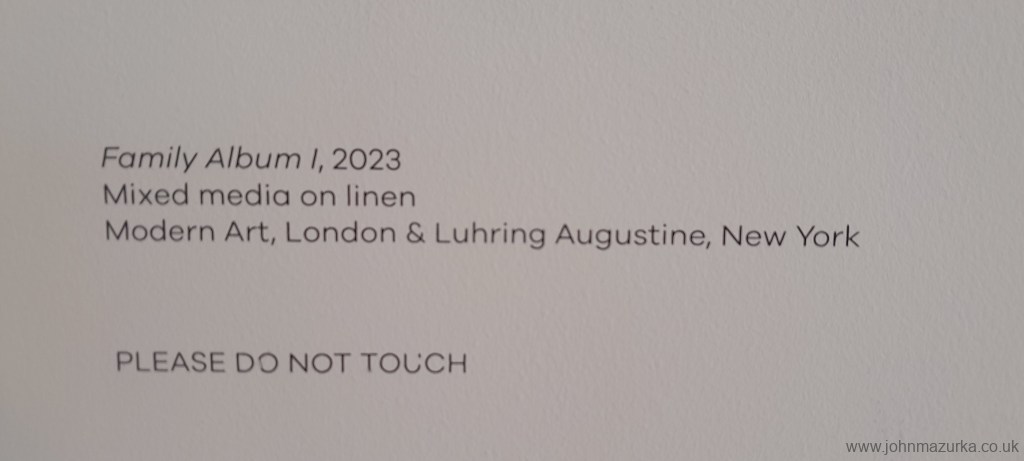 Family Album I, 2023
Mixed media on linen
Modern Art, London & Luhring Augustine, New York
PLEASE DO NOT TOUCH
www.johnmazurka.co.uk